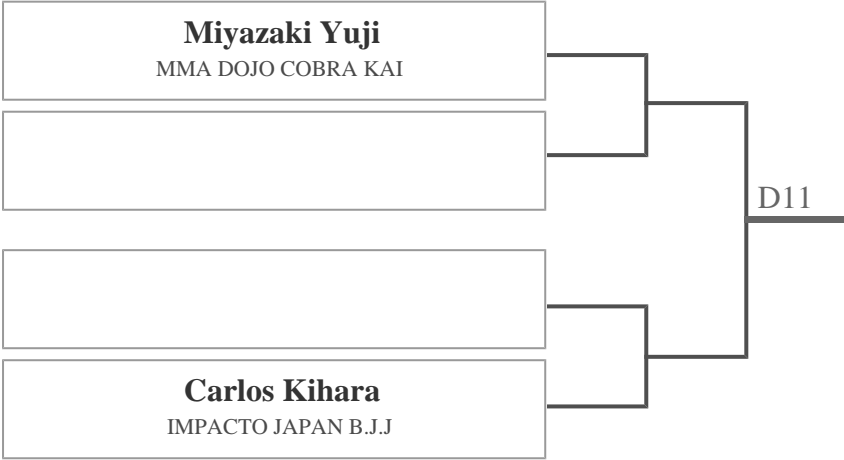 Miyazaki Yuji
MMA DOJO COBRA KAI
D11
Carlos Kihara
IMPACTO JAPAN B.J.J